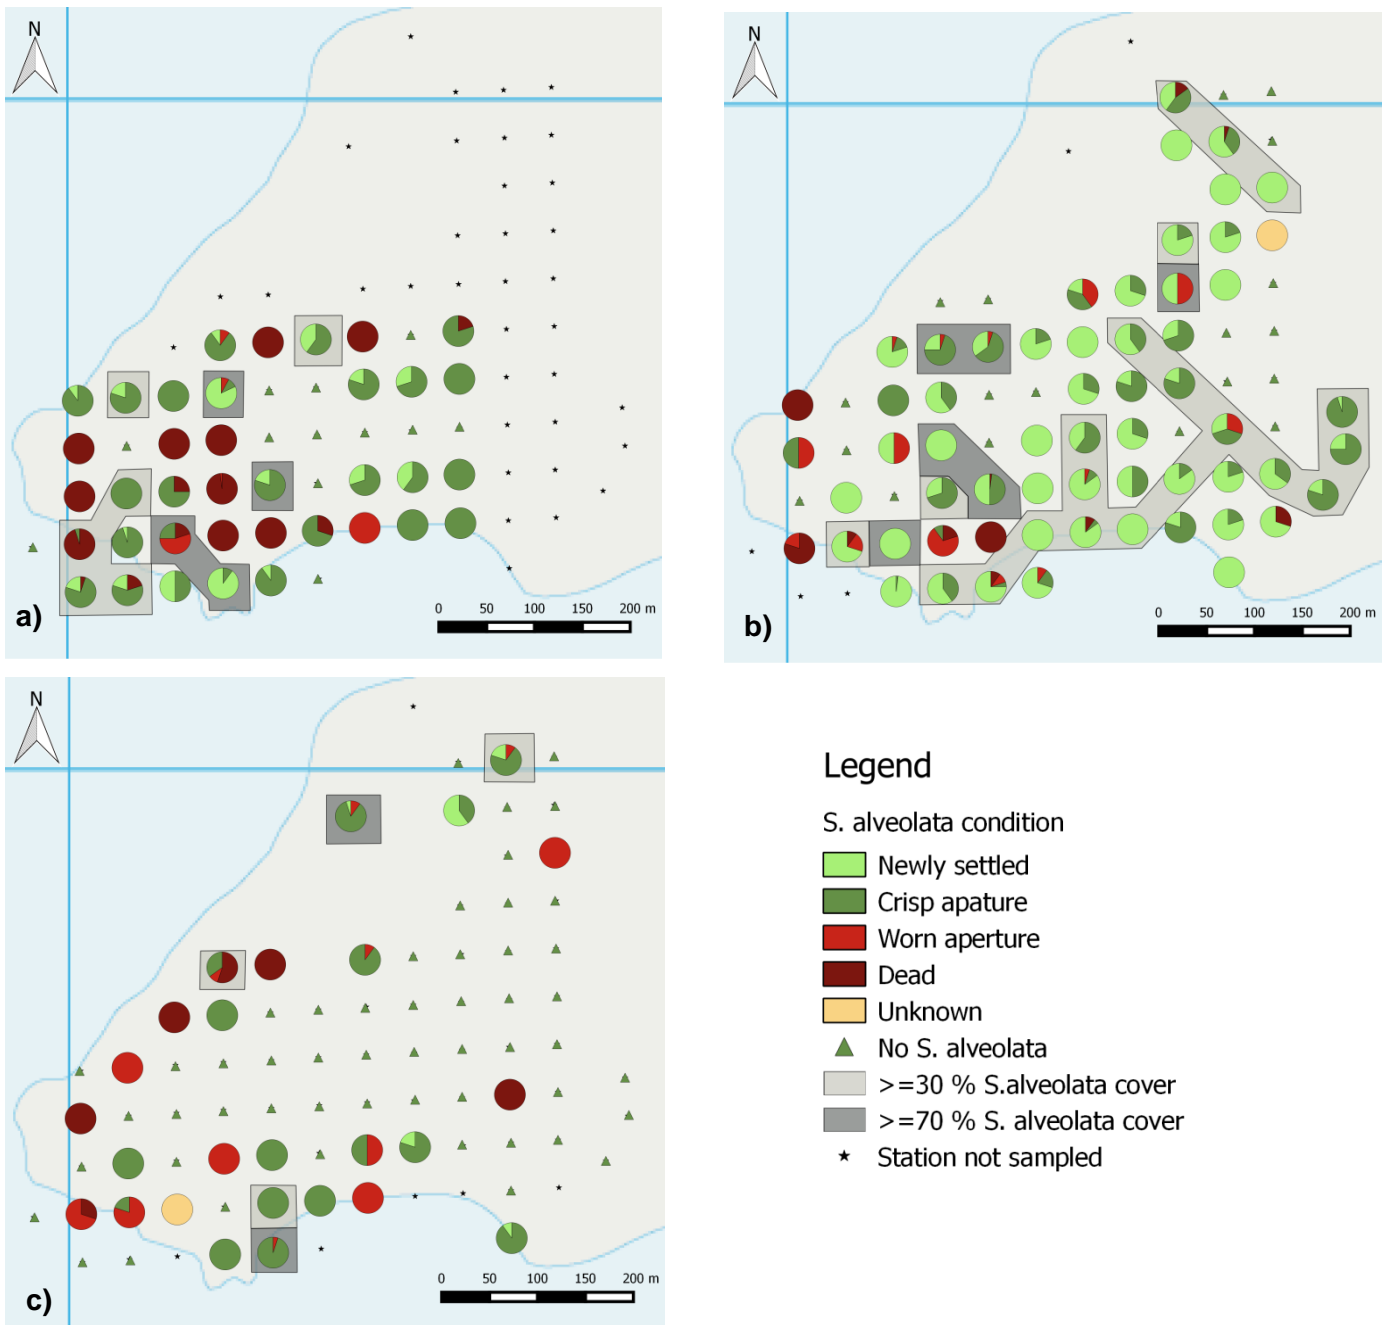 N
a)
0 50 100 150 200 m
N
b)
0 50 100 150 200 m
N
c)
0 50 100 150 200 m
Legend
S. alveolata condition
Newly settled
Crisp apature
Worn aperture
Dead
Unknown
No S. alveolata
>=30 % S.alveolata cover
>=70 % S. alveolata cover
Station not sampled